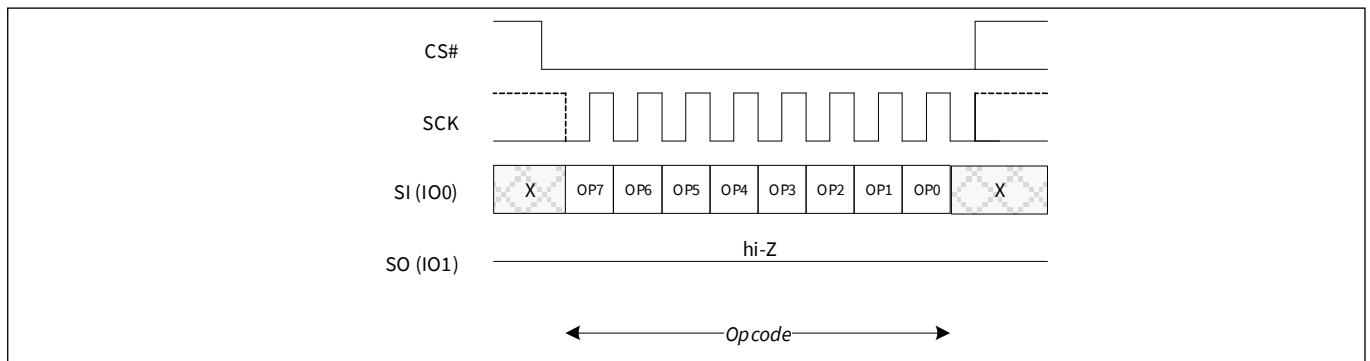 CS#
SCK
SI (IO0) X OP7 OP6 OP5 OP4 OP3 OP2 OP1 OP0 X
hi-Z
SO (IO1)
Opcode